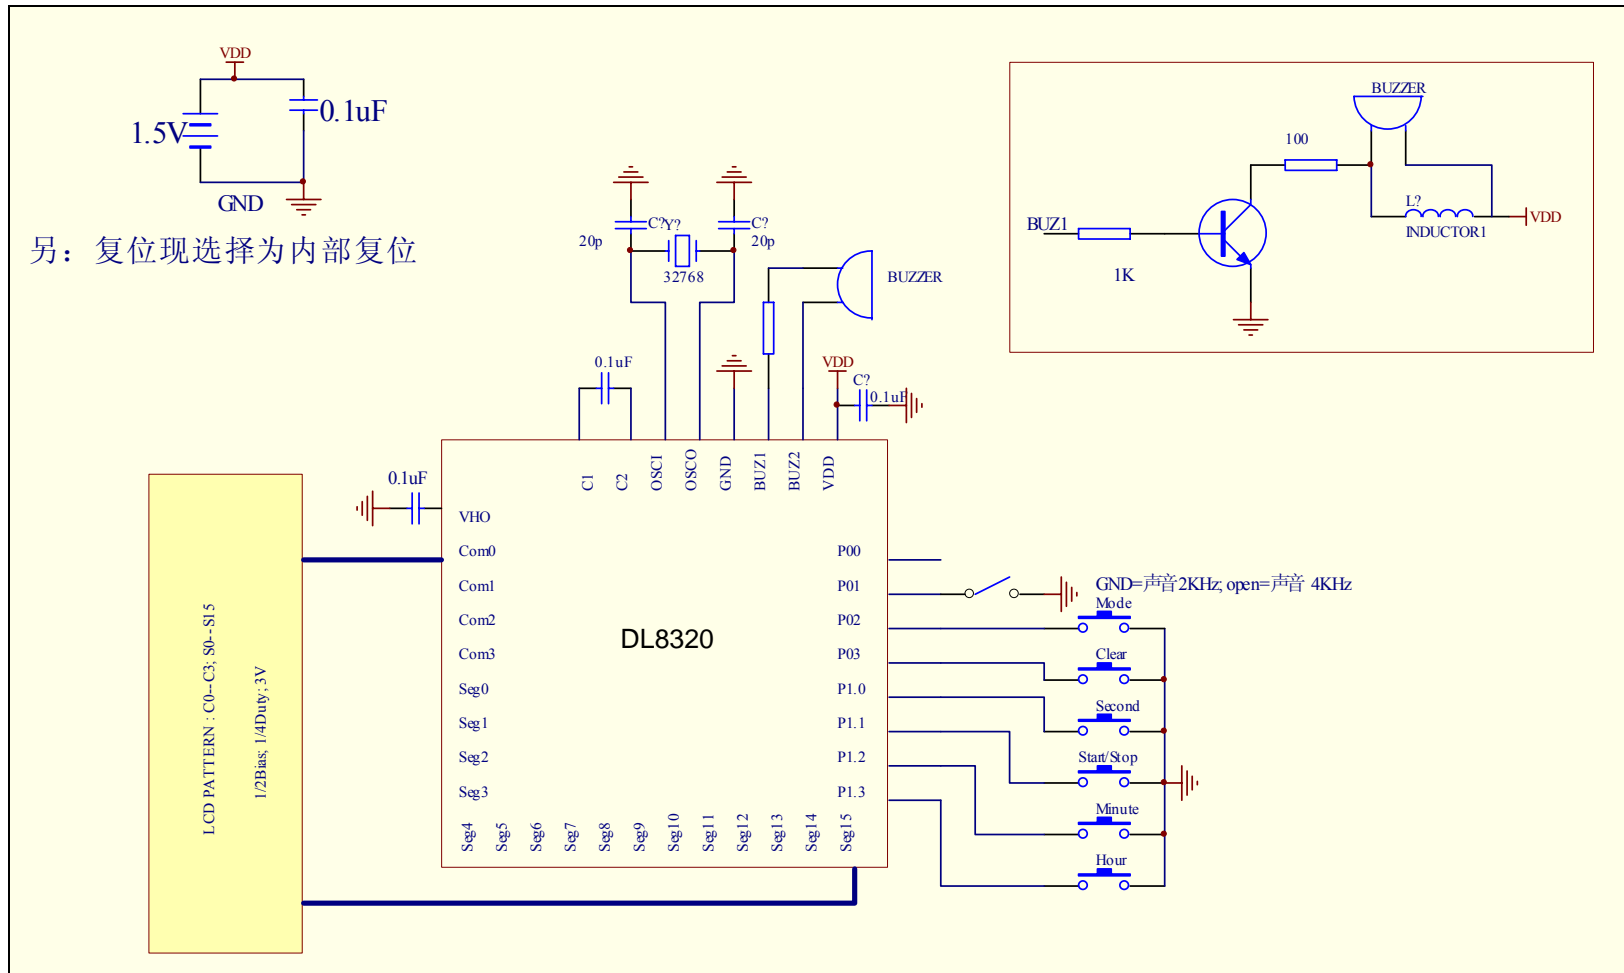 VDD
1.5V
0.1uF
GND
另：复位现选择为内部复位
C?
Y?
C?
20p
20p
32768
BUZZER
0.1uF
VDD
C?
0.1uF
BUZZER
100
BUZ1
1K
L?
INDUCTOR1
VDD
C1
C2
OSCI
OSCO
GND
BUZ1
BUZ2
VDD
0.1uF
VHO
Com0
Com1
Com2
Com3
Seg0
Seg1
Seg2
Seg3
DL8320
P00
P01
P02
P03
P1.0
P1.1
P1.2
P1.3
Seg4
Seg5
Seg6
Seg7
Seg8
Seg9
Seg10
Seg11
Seg12
Seg13
Seg14
Seg15
GND=声音2KHz; open=声音 4KHz
Mode
Clear
Second
Start/Stop
Minute
Hour
LCD PATTERN : C0--C3; S0--S15
1/2Bias; 1/4Duty; 3V